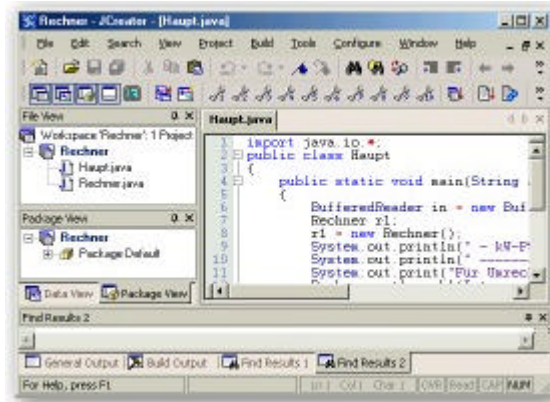 Rechner - JCreator - [Haupt.java]
File Edit Search View Project Build Tools Configure Window Help
File View
Haupt.java
Workspace 'Rechner': 1 Project
Rechner
Haupt.java
Rechner.java
Package View
Rechner
Package Default
Data View Package View
1 import java.io.*;
2 public class Haupt
3 {
4 public static void main(String
5 {
6 BufferedReader in = new Buf
7 Rechner r1;
8 r1 = new Rechner();
9 System.out.println(" - kW-P
10 System.out.println(" -------
11 System.out.print("Für Umrec
Find Results 2
General Output Build Output Find Results 1 Find Results 2
For Help, press F1
Ln 1 Col 1 Char 1 OVR Read CAP NUM